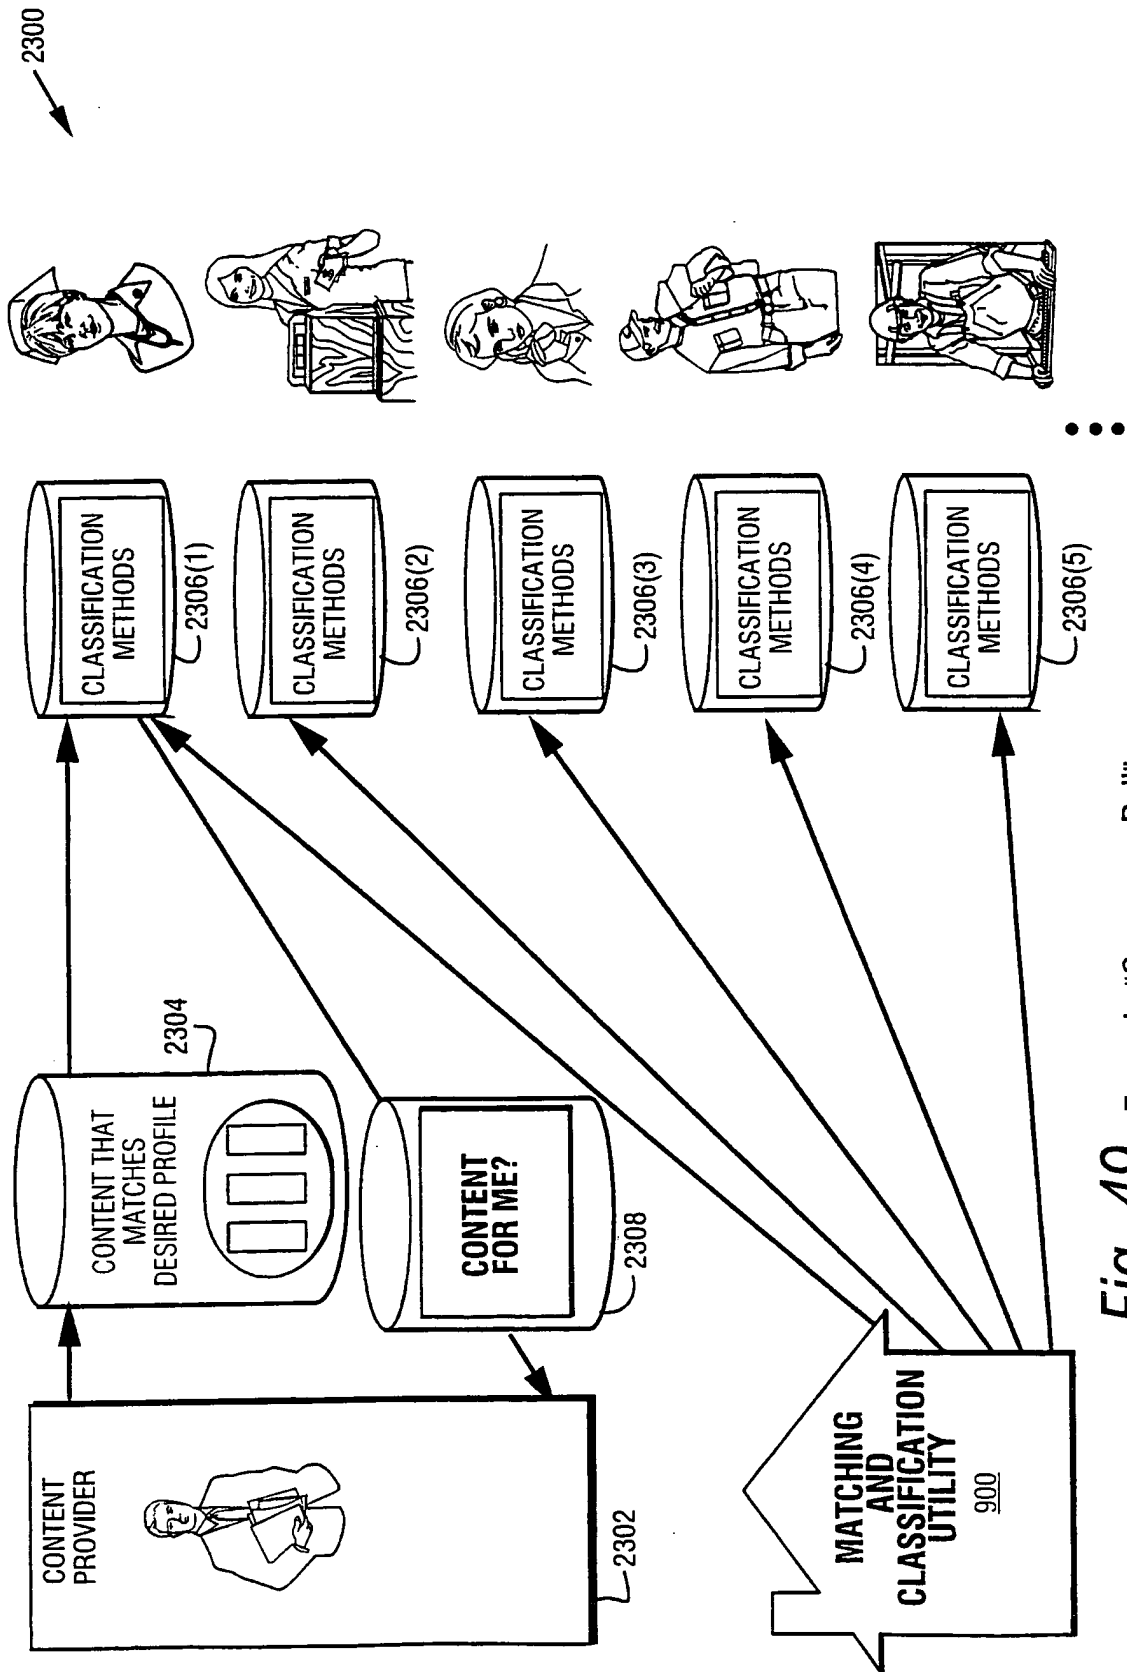 2300
CONTENT
PROVIDER
2302
CONTENT THAT
MATCHES
DESIRED PROFILE
2304
CONTENT
FOR ME?
2308
MATCHING
AND
CLASSIFICATION
UTILITY
900
CLASSIFICATION
METHODS
2306(1)
CLASSIFICATION
METHODS
2306(2)
CLASSIFICATION
METHODS
2306(3)
CLASSIFICATION
METHODS
2306(4)
CLASSIFICATION
METHODS
2306(5)
Fig. 49